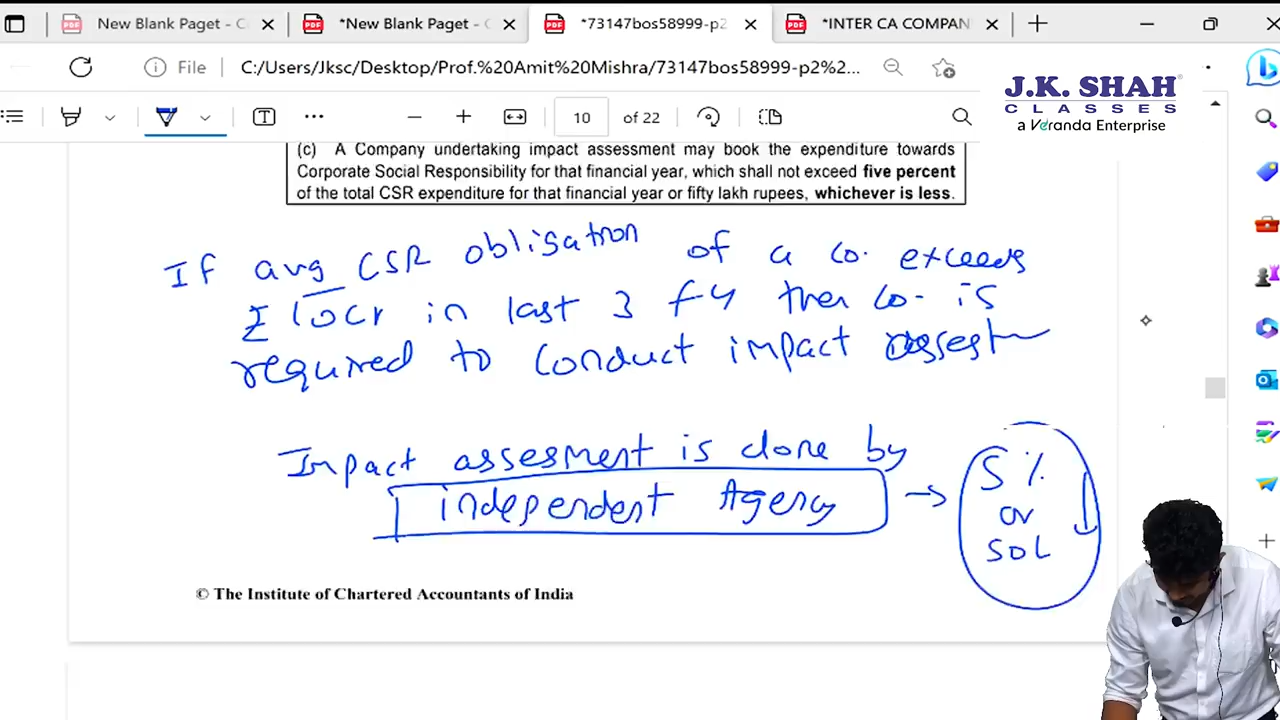 New Blank Paget - C
*New Blank Paget - C
*73147bos58999-p2
*INTER CA COMPAN
File
C:/Users/Jksc/Desktop/Prof.%20Amit%20Mishra/73147bos58999-p2%2...
J.K. SHAH
CLASSES
a Veranda Enterprise
10 of 22
(c) A Company undertaking impact assessment may book the expenditure towards
Corporate Social Responsibility for that financial year, which shall not exceed five percent
of the total CSR expenditure for that financial year or fifty lakh rupees, whichever is less.
If avg CSR obligation of a co. exceeds
₹ 10Cr in last 3 FY then co. is
required to conduct impact
Impact assesment is done by
independent Agency → 5%
or
50L
© The Institute of Chartered Accountants of India